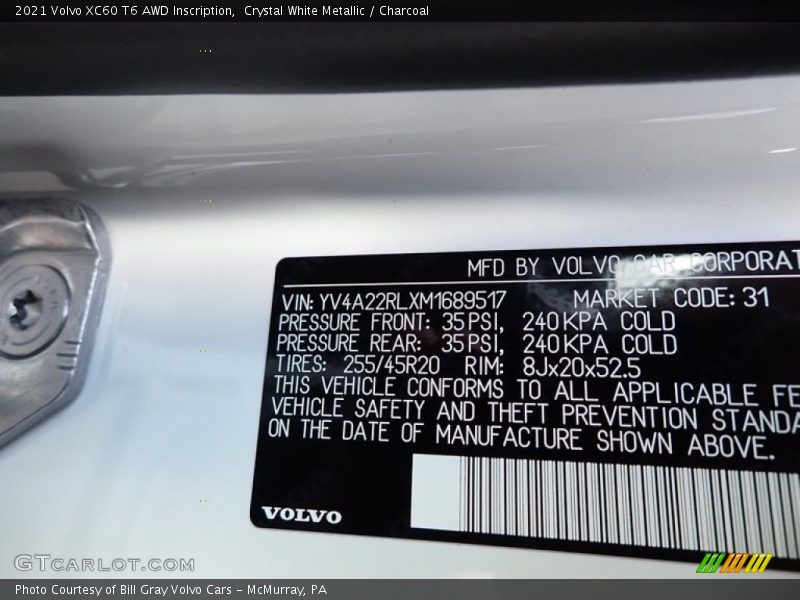 2021 Volvo XC60 T6 AWD Inscription, Crystal White Metallic / Charcoal
MFD BY VOLVO CAR CORPORAT
VIN: YV4A22RLXM1689517 MARKET CODE: 31
PRESSURE FRONT: 35 PSI, 240 KPA COLD
PRESSURE REAR: 35 PSI, 240 KPA COLD
TIRES: 255/45R20 RIM: 8Jx20x52.5
THIS VEHICLE CONFORMS TO ALL APPLICABLE FE
VEHICLE SAFETY AND THEFT PREVENTION STANDA
ON THE DATE OF MANUFACTURE SHOWN ABOVE.
VOLVO
GTCARLOT.COM
Photo Courtesy of Bill Gray Volvo Cars - McMurray, PA